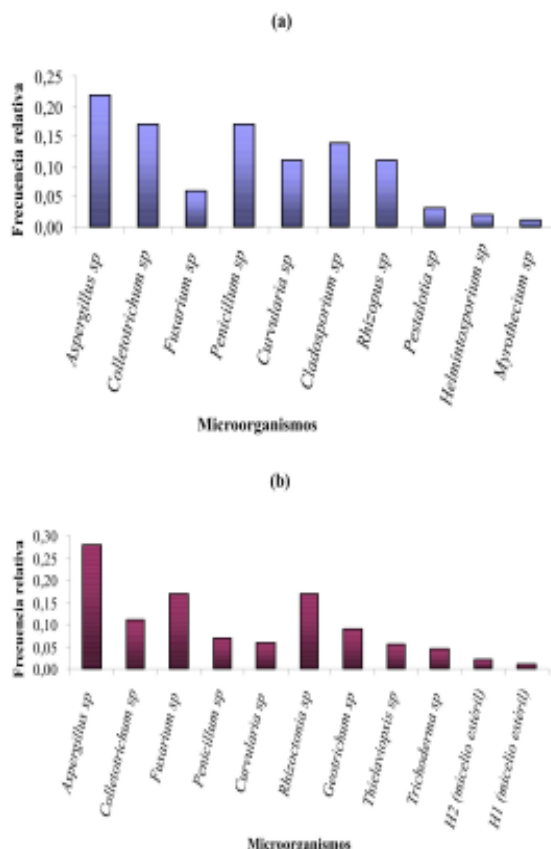 (a)
Frecuencia relativa
0,25
0,20
0,15
0,10
0,05
0,00
Aspergillus sp
Colletotrichum sp
Fusarium sp
Penicillum sp
Curvularia sp
Cladosporium sp
Rhizopus sp
Pestalotia sp
Helmintosporium sp
Myrothecium sp
Microorganismos
(b)
Frecuencia relativa
0,30
0,25
0,20
0,15
0,10
0,05
0,00
Aspergillus sp
Colletotrichum sp
Fusarium sp
Penicillum sp
Curvularia sp
Rhizoctonia sp
Geotrichum sp
Thielaviopsis sp
Trichoderma sp
H2 (micelio estéril)
H1 (micelio estéril)
Microorganismos